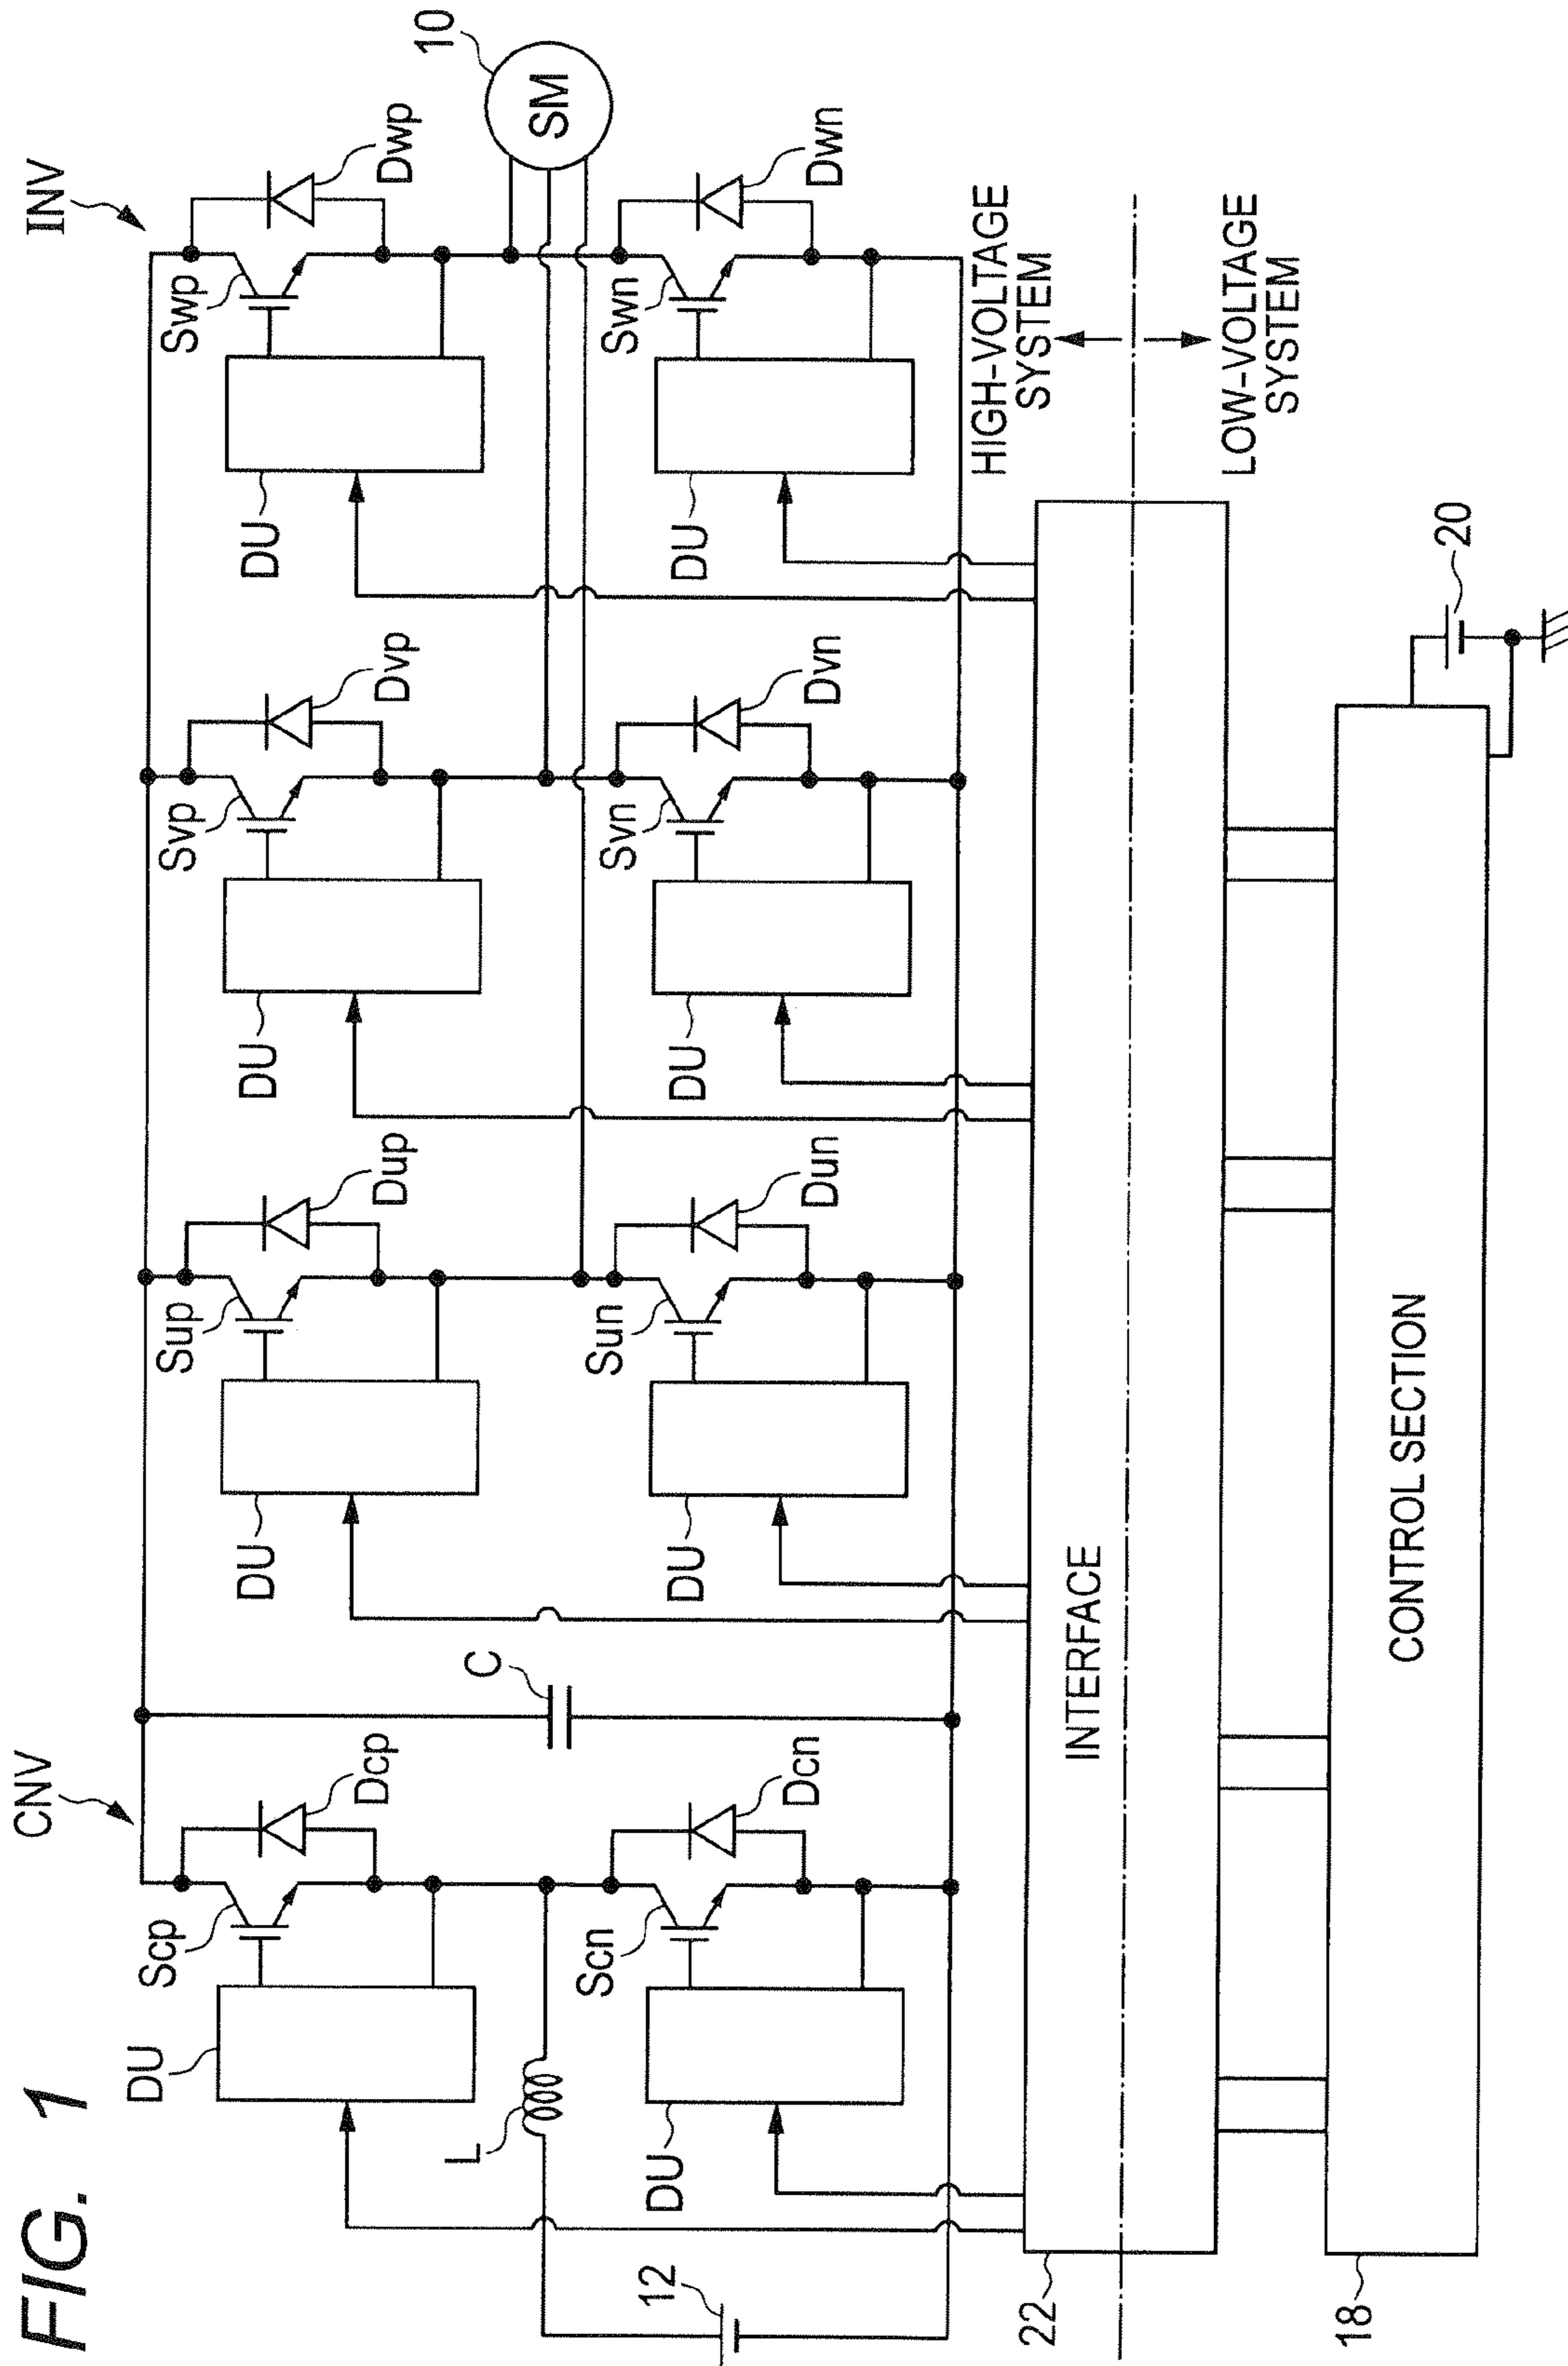 FIG. 1
CNV
INV
DU
Scp
Dcp
DU
Sup
Dup
DU
Svp
Dvp
DU
Swp
Dwp
10
SM
L
C
12
DU
Scn
Dcn
DU
Sun
Dun
DU
Svn
Dvn
DU
Swn
Dwn
HIGH-VOLTAGE
SYSTEM
22
INTERFACE
LOW-VOLTAGE
SYSTEM
18
CONTROL SECTION
20